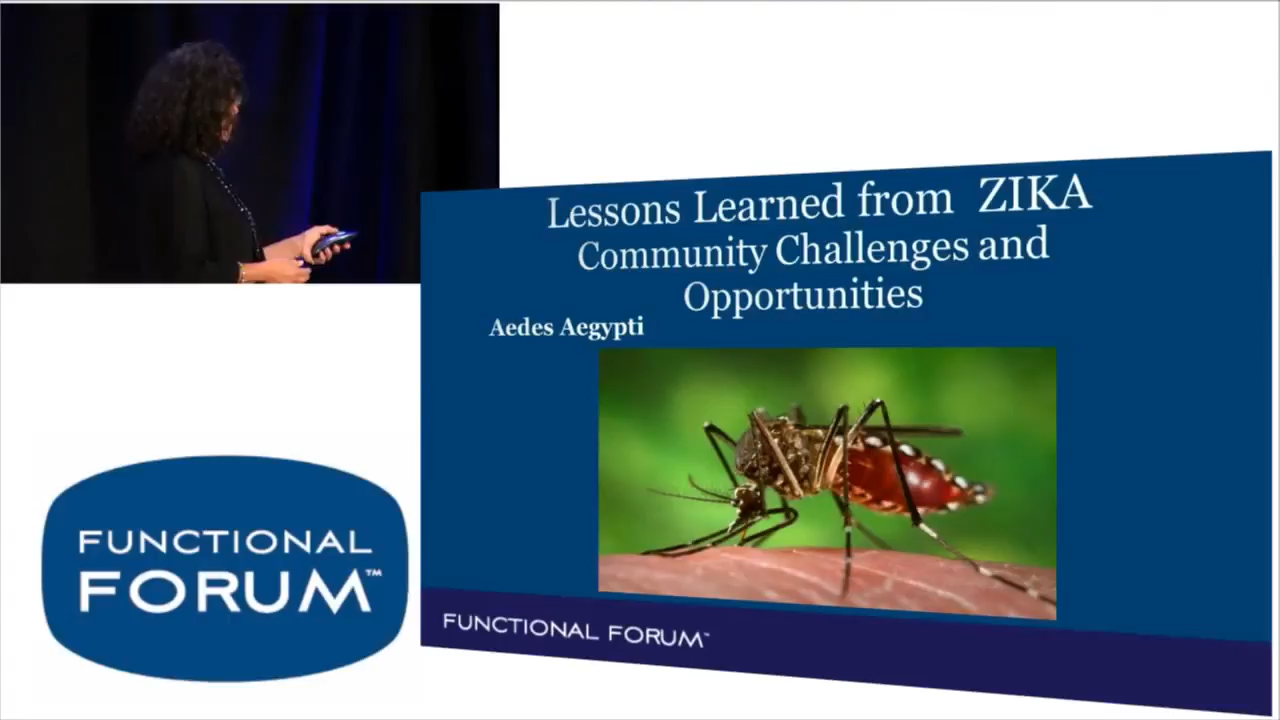 Lessons Learned from ZIKA
Community Challenges and
Opportunities
Aedes Aegypti
FUNCTIONAL
FORUM™
FUNCTIONAL FORUM™